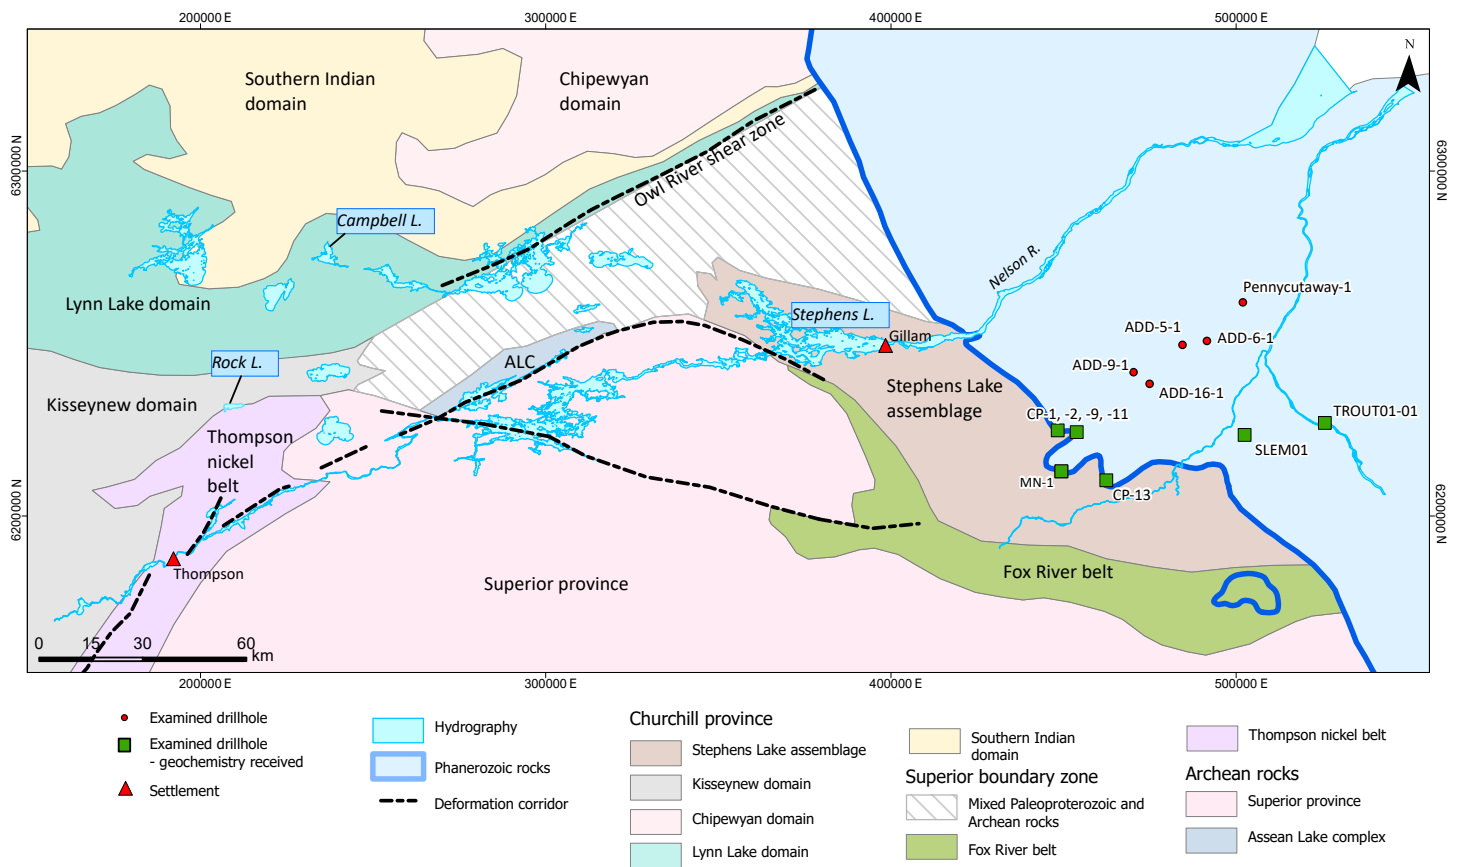 200000 E
300000 E
400000 E
500000 E
N
Southern Indian
domain
Chipewyan
domain
6300000 N
6300000 N
Owl River shear zone
Campbell L.
Nelson R.
Lynn Lake domain
Pennycutaway-1
Stephens L.
ADD-5-1
Gillam
ADD-6-1
Rock L.
ALC
ADD-9-1
Stephens Lake
assemblage
ADD-16-1
Kisseynew domain
CP-1, -2, -9, -11
TROUT01-01
Thompson
nickel
belt
SLEM01
MN-1
CP-13
6200000 N
6200000 N
Thompson
Superior province
Fox River belt
0
15
30
60
km
200000 E
300000 E
400000 E
500000 E
Examined drillhole
Examined drillhole
- geochemistry received
Settlement
Hydrography
Phanerozoic rocks
Deformation corridor
Churchill province
Stephens Lake assemblage
Kisseynew domain
Chipewyan domain
Lynn Lake domain
Southern Indian
domain
Superior boundary zone
Mixed Paleoproterozoic and
Archean rocks
Fox River belt
Thompson nickel belt
Archean rocks
Superior province
Assean Lake complex